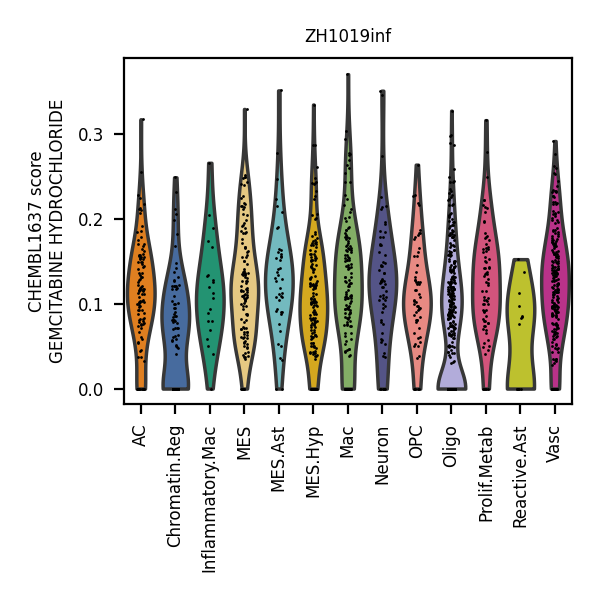 ZH1019inf
CHEMBL1637 score
GEMCITABINE HYDROCHLORIDE
0.3
0.2
0.1
0.0
AC
Chromatin.Reg
Inflammatory.Mac
MES
MES.Ast
MES.Hyp
Mac
Neuron
OPC
Oligo
Prolif.Metab
Reactive.Ast
Vasc